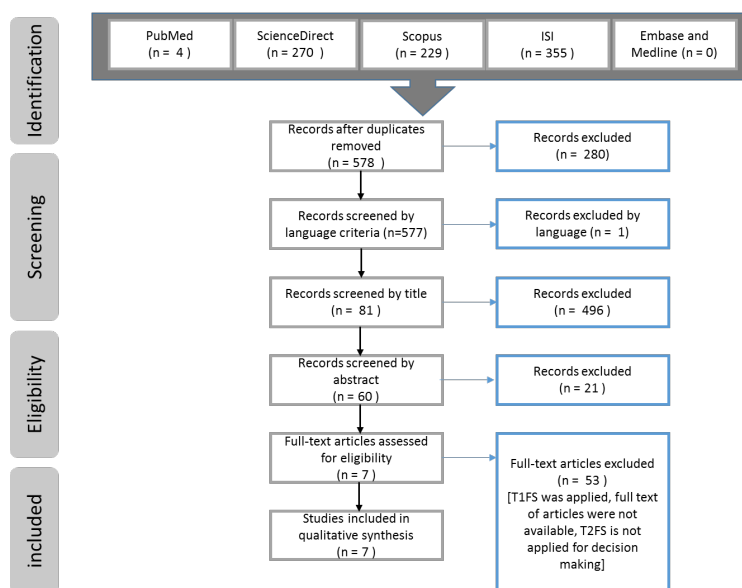 PubMed
(n = 4 )
ScienceDirect
(n = 270 )
Scopus
(n = 229 )
ISI
(n = 355 )
Embase and
Medline (n = 0)
Identification
Records after duplicates
removed
(n = 578 )
Records excluded
(n = 280)
Screening
Records screened by
language criteria (n=577)
Records excluded by
language (n = 1)
Records screened by title
(n = 81 )
Records excluded
(n = 496 )
Eligibility
Records screened by
abstract
(n = 60 )
Records excluded
(n = 21 )
Full-text articles assessed
for eligibility
(n = 7 )
Full-text articles excluded
(n = 53 )
[T1FS was applied, full text
of articles were not
available, T2FS is not
applied for decision
making]
included
Studies included in
qualitative synthesis
(n = 7 )